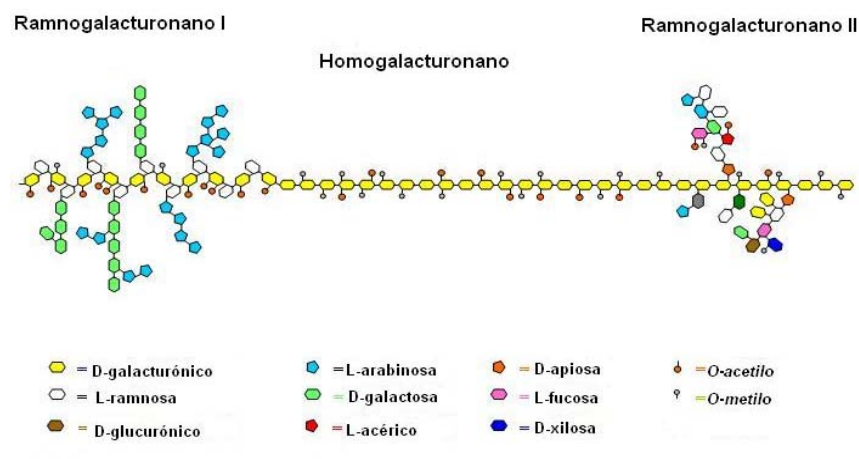 Ramnogalacturonano I
Ramnogalacturonano II
Homogalacturonano
= D-galacturónico
= L-arabinosa
= D-apiosa
= O-acetilo
= L-ramnosa
= D-galactosa
= L-fucosa
= O-metilo
= D-glucurónico
= L-acérico
= D-xilosa